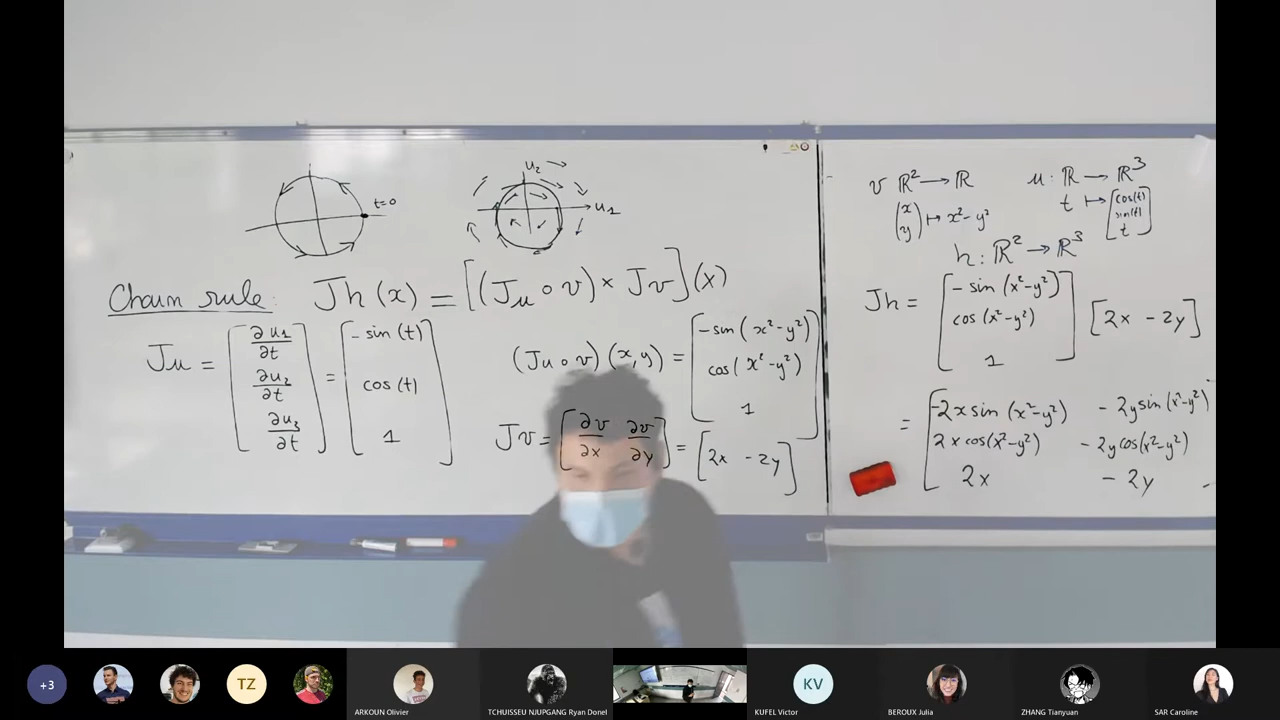 t=0
u₂
u₁
Chain rule: Jh(x) = [(Ju∘v) × Jv](x)
Ju = [∂u₁/∂t ∂u₂/∂t ∂u₃/∂t] = [-sin(t) cos(t) 1]
(Ju∘v)(x,y) = [-sin(x²-y²) cos(x²-y²) 1]
Jv = [∂v/∂x ∂v/∂y] = [2x -2y]
v ℝ² → ℝ
(x y) ↦ x²-y²
u: ℝ → ℝ³
t ↦ [cos(t) sin(t) t]
h: ℝ² → ℝ³
Jh = [-sin(x²-y²) cos(x²-y²) 1] [2x -2y]
= [-2x sin(x²-y²) -2y sin(x²-y²)
2x cos(x²-y²) -2y cos(x²-y²)
2x -2y
+3
TZ
ARKOUN Olivier
TCHUISSEU NJUPGANG Ryan Donel
KV
KUFEL Victor
BEROUX Julia
ZHANG Tianyuan
SAR Caroline